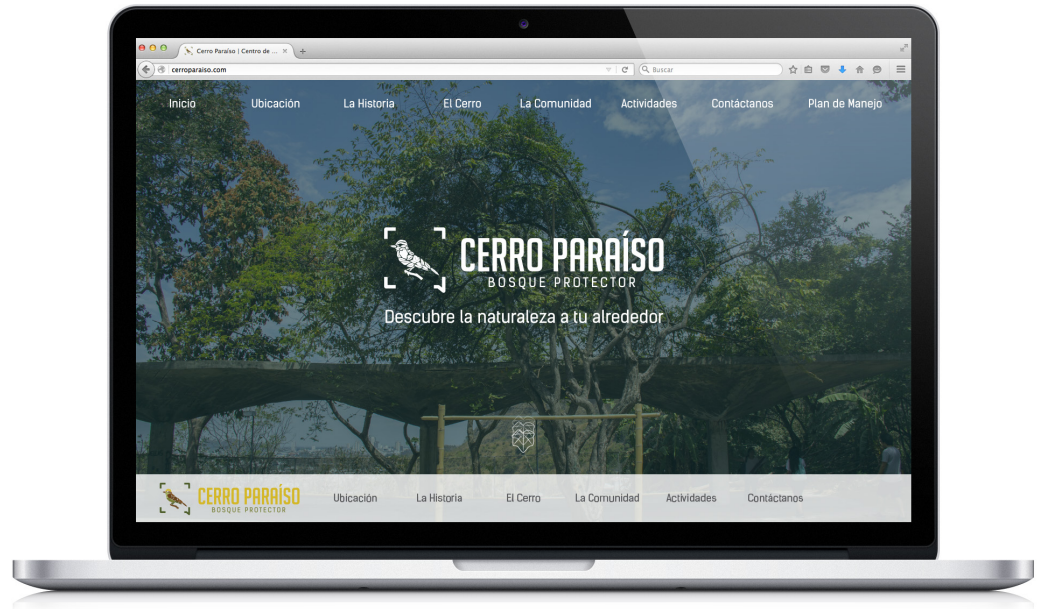 Cerro Paraíso | Centro de ...
cerroparaiso.com
Buscar
Inicio Ubicación La Historia El Cerro La Comunidad Actividades Contáctanos Plan de Manejo
CERRO PARAÍSO
BOSQUE PROTECTOR
Descubre la naturaleza a tu alrededor
CERRO PARAÍSO
BOSQUE PROTECTOR
Ubicación La Historia El Cerro La Comunidad Actividades Contáctanos